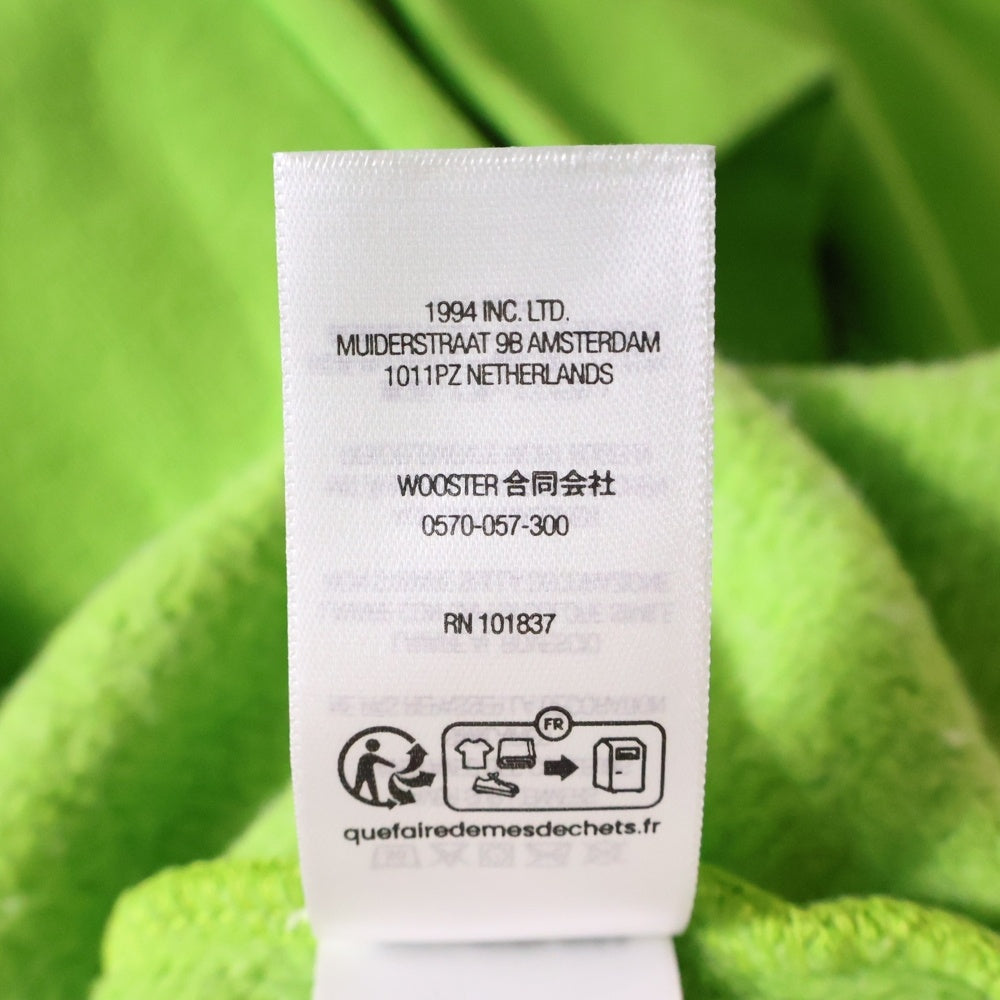 1994 INC. LTD.
MUIDERSTRAAT 9B AMSTERDAM
1011PZ NETHERLANDS
WOOSTER 合同会社
0570-057-300
RN 101837
FR
quefairedemesdechets.fr